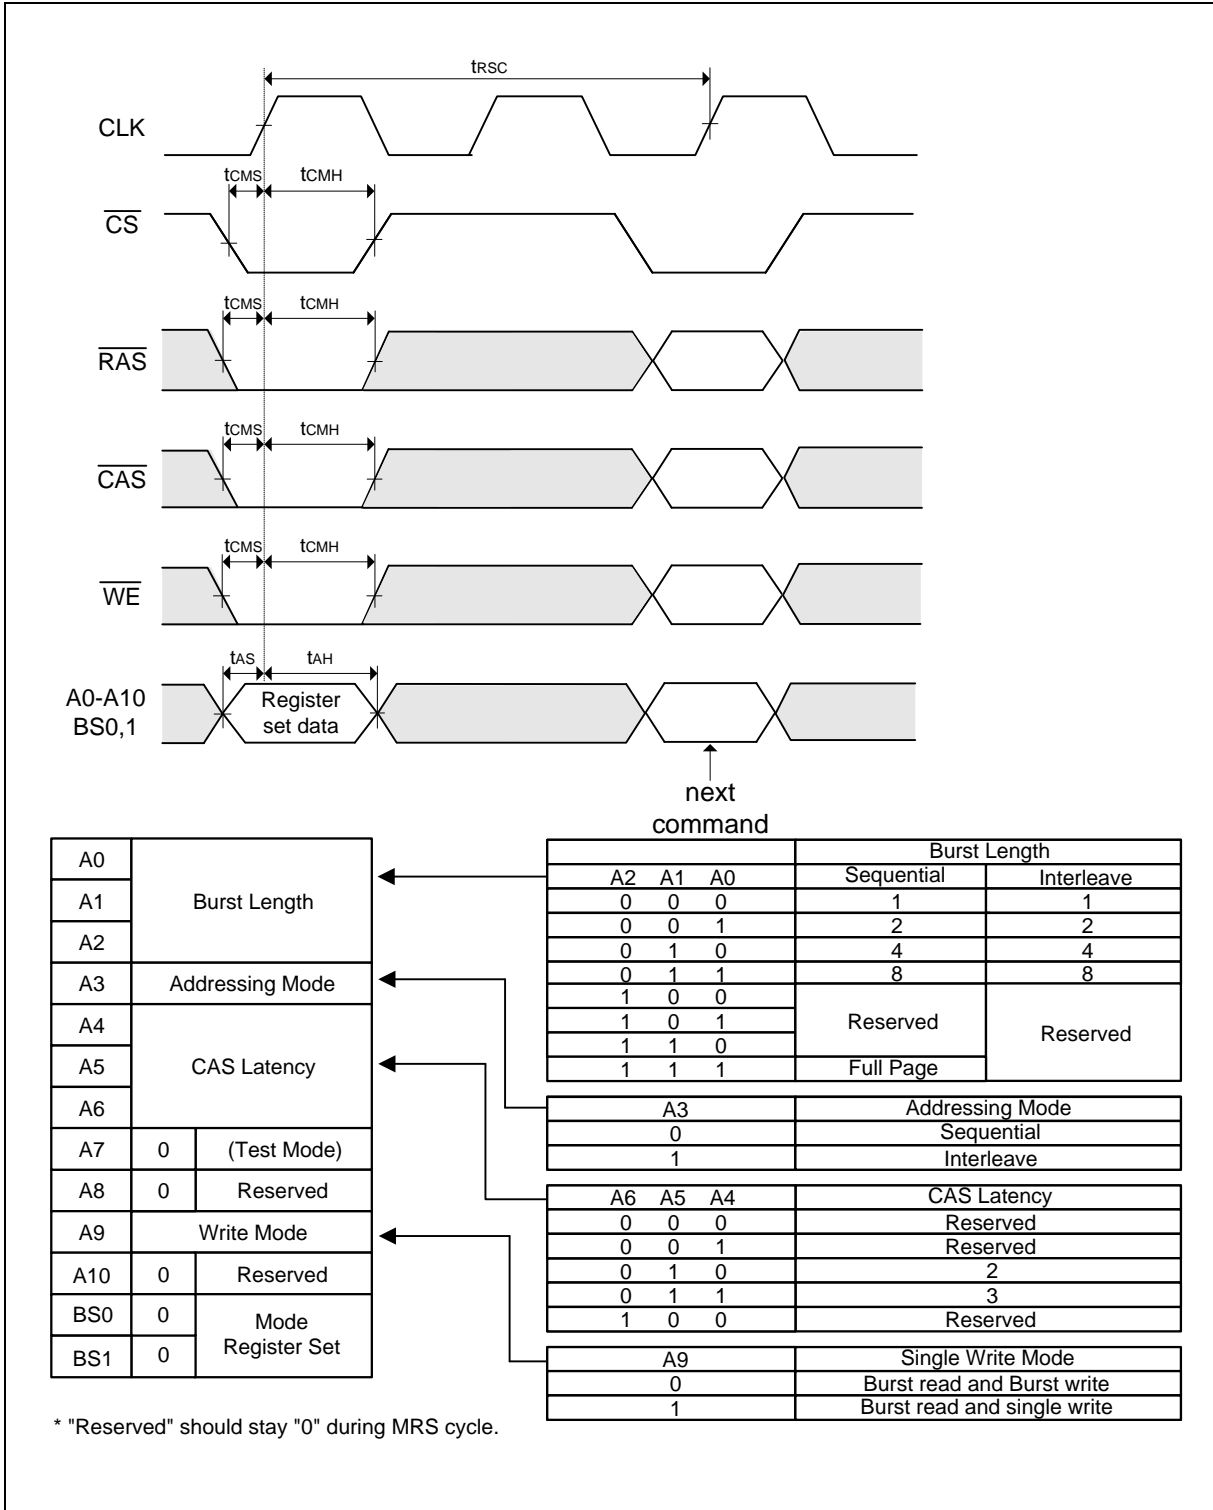 tRSC
CLK
tCMS tCMH
CS
tCMS tCMH
RAS
tCMS tCMH
CAS
tCMS tCMH
WE
tAS tAH
A0-A10
BS0,1
Register
set data
next
command
A0
A1 Burst Length
A2
A3 Addressing Mode
A4
A5 CAS Latency
A6
A7 0 (Test Mode)
A8 0 Reserved
A9 Write Mode
A10 0 Reserved
BS0 0
Mode
Register Set
BS1 0
Burst Length
A2 A1 A0 Sequential Interleave
0 0 0 1 1
0 0 1 2 2
0 1 0 4 4
0 1 1 8 8
1 0 0
1 0 1 Reserved
Reserved
1 1 0
1 1 1 Full Page
A3 Addressing Mode
0 Sequential
1 Interleave
A6 A5 A4 CAS Latency
0 0 0 Reserved
0 0 1 Reserved
0 1 0 2
0 1 1 3
1 0 0 Reserved
A9 Single Write Mode
0 Burst read and Burst write
1 Burst read and single write
* "Reserved" should stay "0" during MRS cycle.